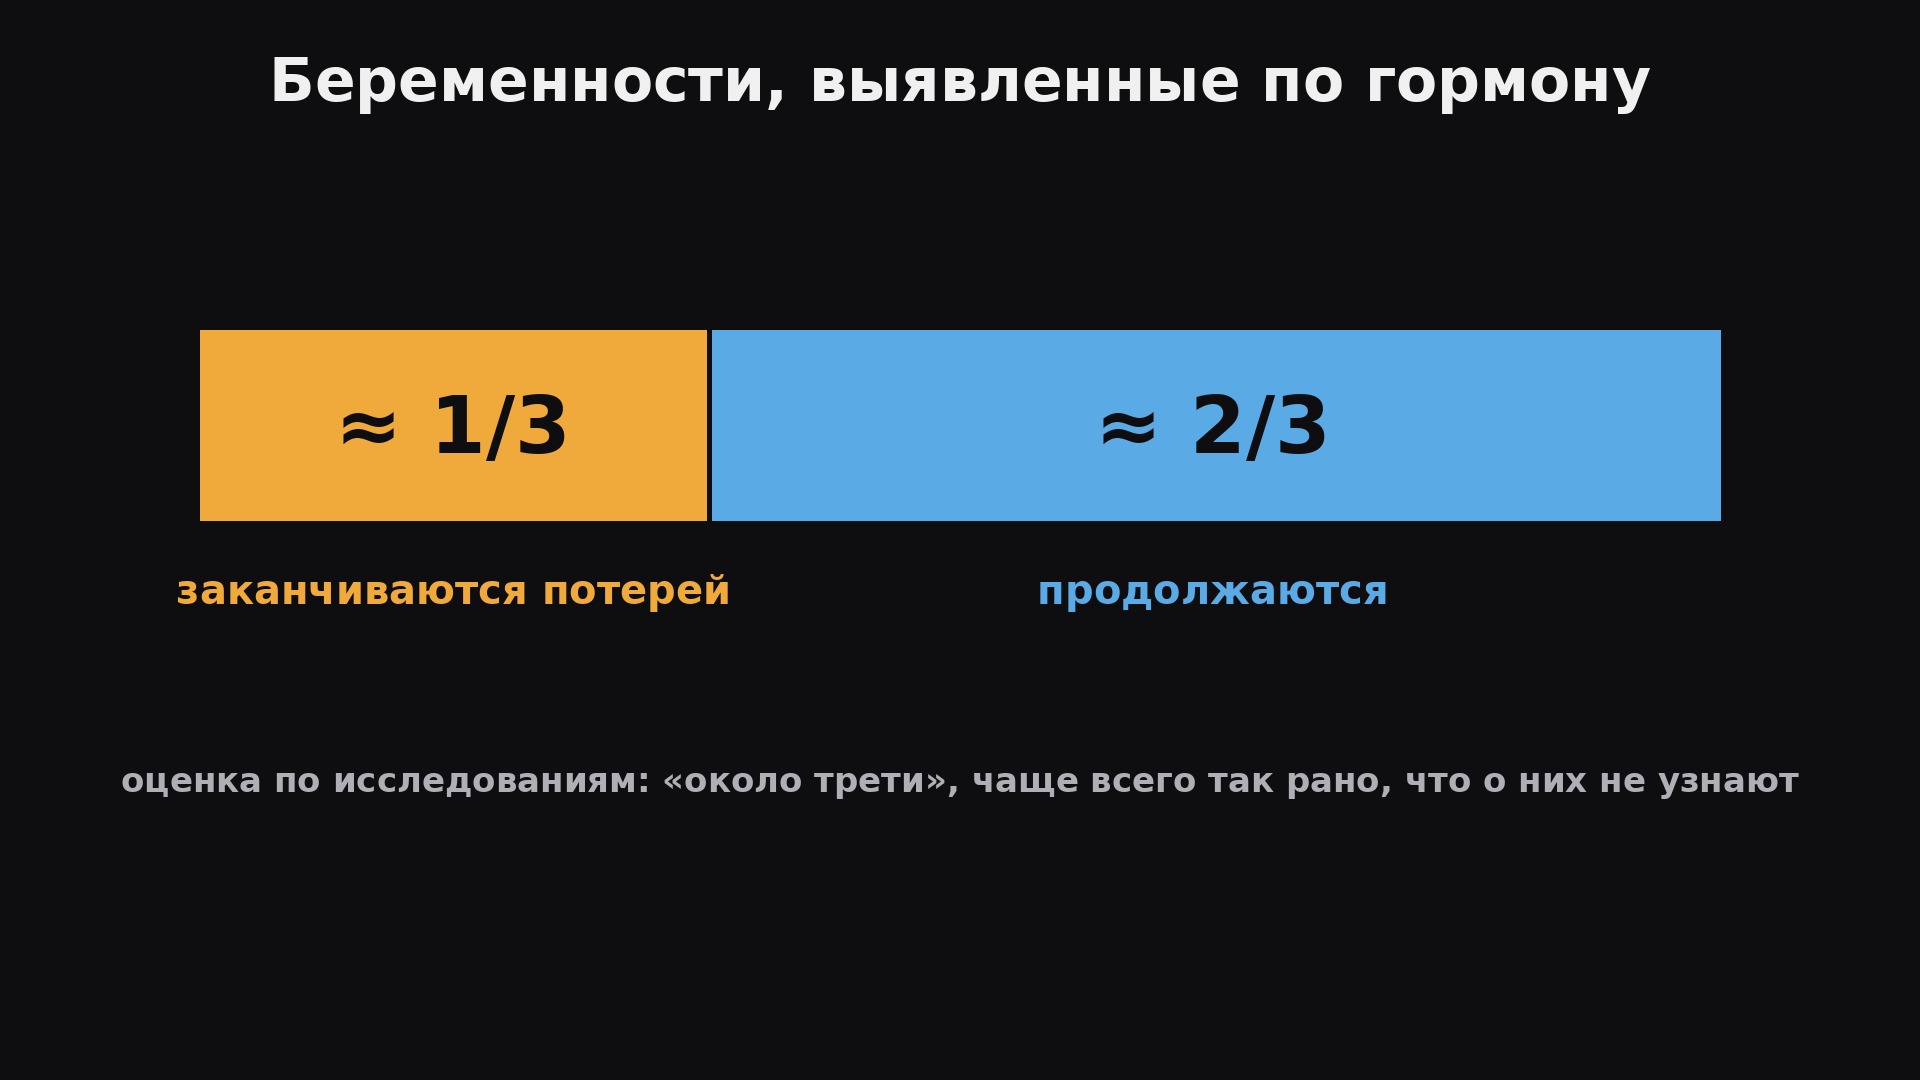 Беременности, выявленные по гормону
≈ 1/3
≈ 2/3
заканчиваются потерей
продолжаются
оценка по исследованиям: «около трети», чаще всего так рано, что о них не узнают